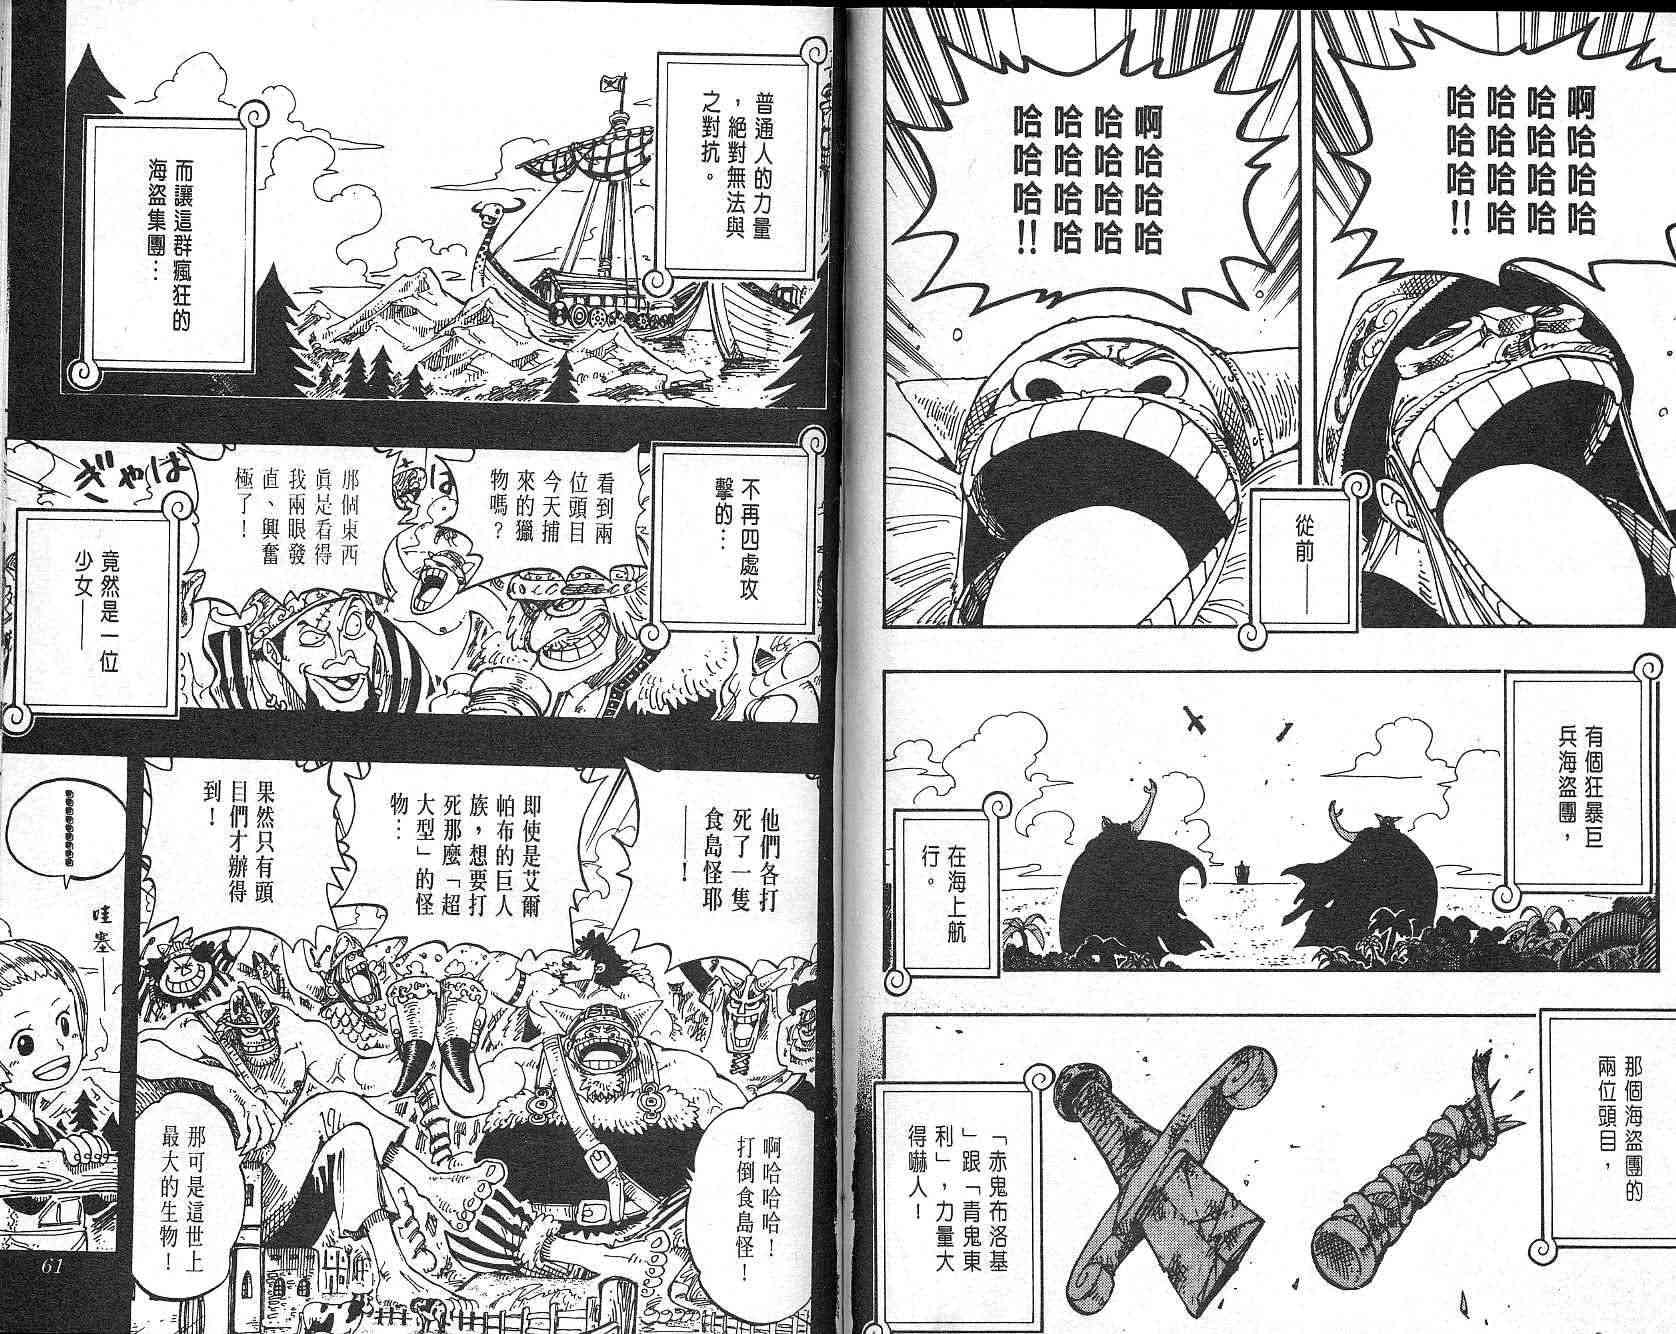 啊哈哈哈
哈哈哈哈
哈哈哈哈
哈哈哈!!
啊哈哈哈
哈哈哈哈
哈哈哈哈
哈哈哈!!
從前——
有個狂暴巨
兵海盜團，
在海上航
行。
那個海盜團的
兩位頭目，
「赤鬼布洛基
」跟「青鬼東
利」，力量大
得嚇人！
普通人的力量
，絕對無法與
之對抗。
而讓這群瘋狂的
海盜集團…
不再四處攻
擊的…
看到兩
位頭目
今天捕
來的獵
物嗎？
は
那個東西
真是看得
我兩眼發
直、興奮
極了！
ぎゃは
竟然是一位
少女——
他們各打
死了一隻
食島怪耶
——！
即使是艾爾
帕布的巨人
族，想要打
死那麼「超
大型」的怪
物…
果然只有頭
目們才辦得
到！
啊哈哈哈！
打倒食島怪！
那可是這世上
最大的生物！
哇塞——
61